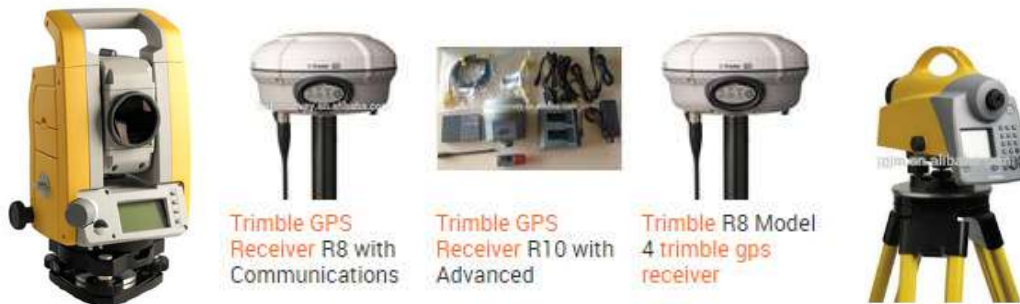 Trimble GPS
Receiver R8 with
Communications
Trimble GPS
Receiver R10 with
Advanced
Trimble R8 Model
4 trimble gps
receiver